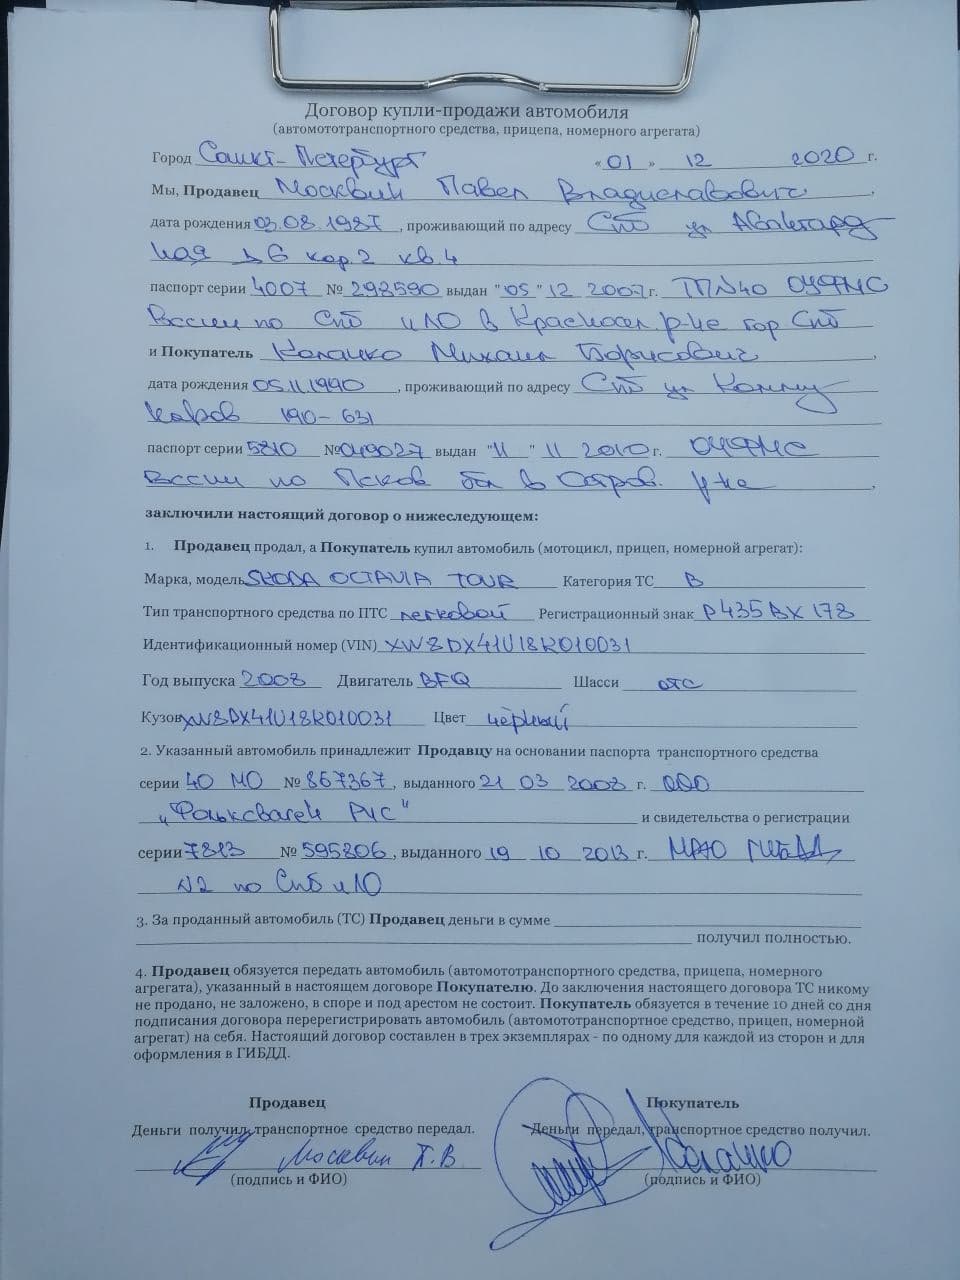 Договор купли-продажи автомобиля
(автомототранспортного средства, прицепа, номерного агрегата)
Город Санкт-Петербург « 01 » 12 2020 г.
Мы, Продавец Москвин Павел Владиславович,
дата рождения 03.08.1987, проживающий по адресу СПб ул Авангард
ная д 6 кор.2 кв.4
паспорт серии 4007 № 298590 выдан "05" 12 2007 г. ТП№40 ОУФМС
России по СПб и ЛО в Красносел. р-не гор СПб
и Покупатель Михаил Борисович,
дата рождения 05.11.1990, проживающий по адресу СПб ул Комму
наров 190-631
паспорт серии 5810 №049027 выдан "11" 11 2010 г. ОУФМС
России по Псков обл в Остров. р-не,
заключили настоящий договор о нижеследующем:
1. Продавец продал, а Покупатель купил автомобиль (мотоцикл, прицеп, номерной агрегат):
Марка, модель SKODA OCTAVIA TOUR Категория ТС B
Тип транспортного средства по ПТС легковой Регистрационный знак Р435ВХ178
Идентификационный номер (VIN) XW8DX41U18K010031
Год выпуска 2008 Двигатель BFQ Шасси отс
Кузов XW8DX41U18K010031 Цвет чёрный
2. Указанный автомобиль принадлежит Продавцу на основании паспорта транспортного средства
серии 40 МО № 867367, выданного 21 03 2008 г. ООО
„Фольксваген Рус" и свидетельства о регистрации
серии 7813 № 595806, выданного 19 10 2013 г. МРЭО ГИБДД
№2 по СПб и ЛО
3. За проданный автомобиль (ТС) Продавец деньги в сумме
получил полностью.
4. Продавец обязуется передать автомобиль (автомототранспортного средства, прицепа, номерного
агрегата), указанный в настоящем договоре Покупателю. До заключения настоящего договора ТС никому
не продано, не заложено, в споре и под арестом не состоит. Покупатель обязуется в течение 10 дней со дня
подписания договора перерегистрировать автомобиль (автомототранспортное средство, прицеп, номерной
агрегат) на себя. Настоящий договор составлен в трех экземплярах - по одному для каждой из сторон и для
оформления в ГИБДД.
Продавец Покупатель
Деньги получил, транспортное средство передал. Деньги передал, транспортное средство получил.
Москвин П.В
(подпись и ФИО) (подпись и ФИО)